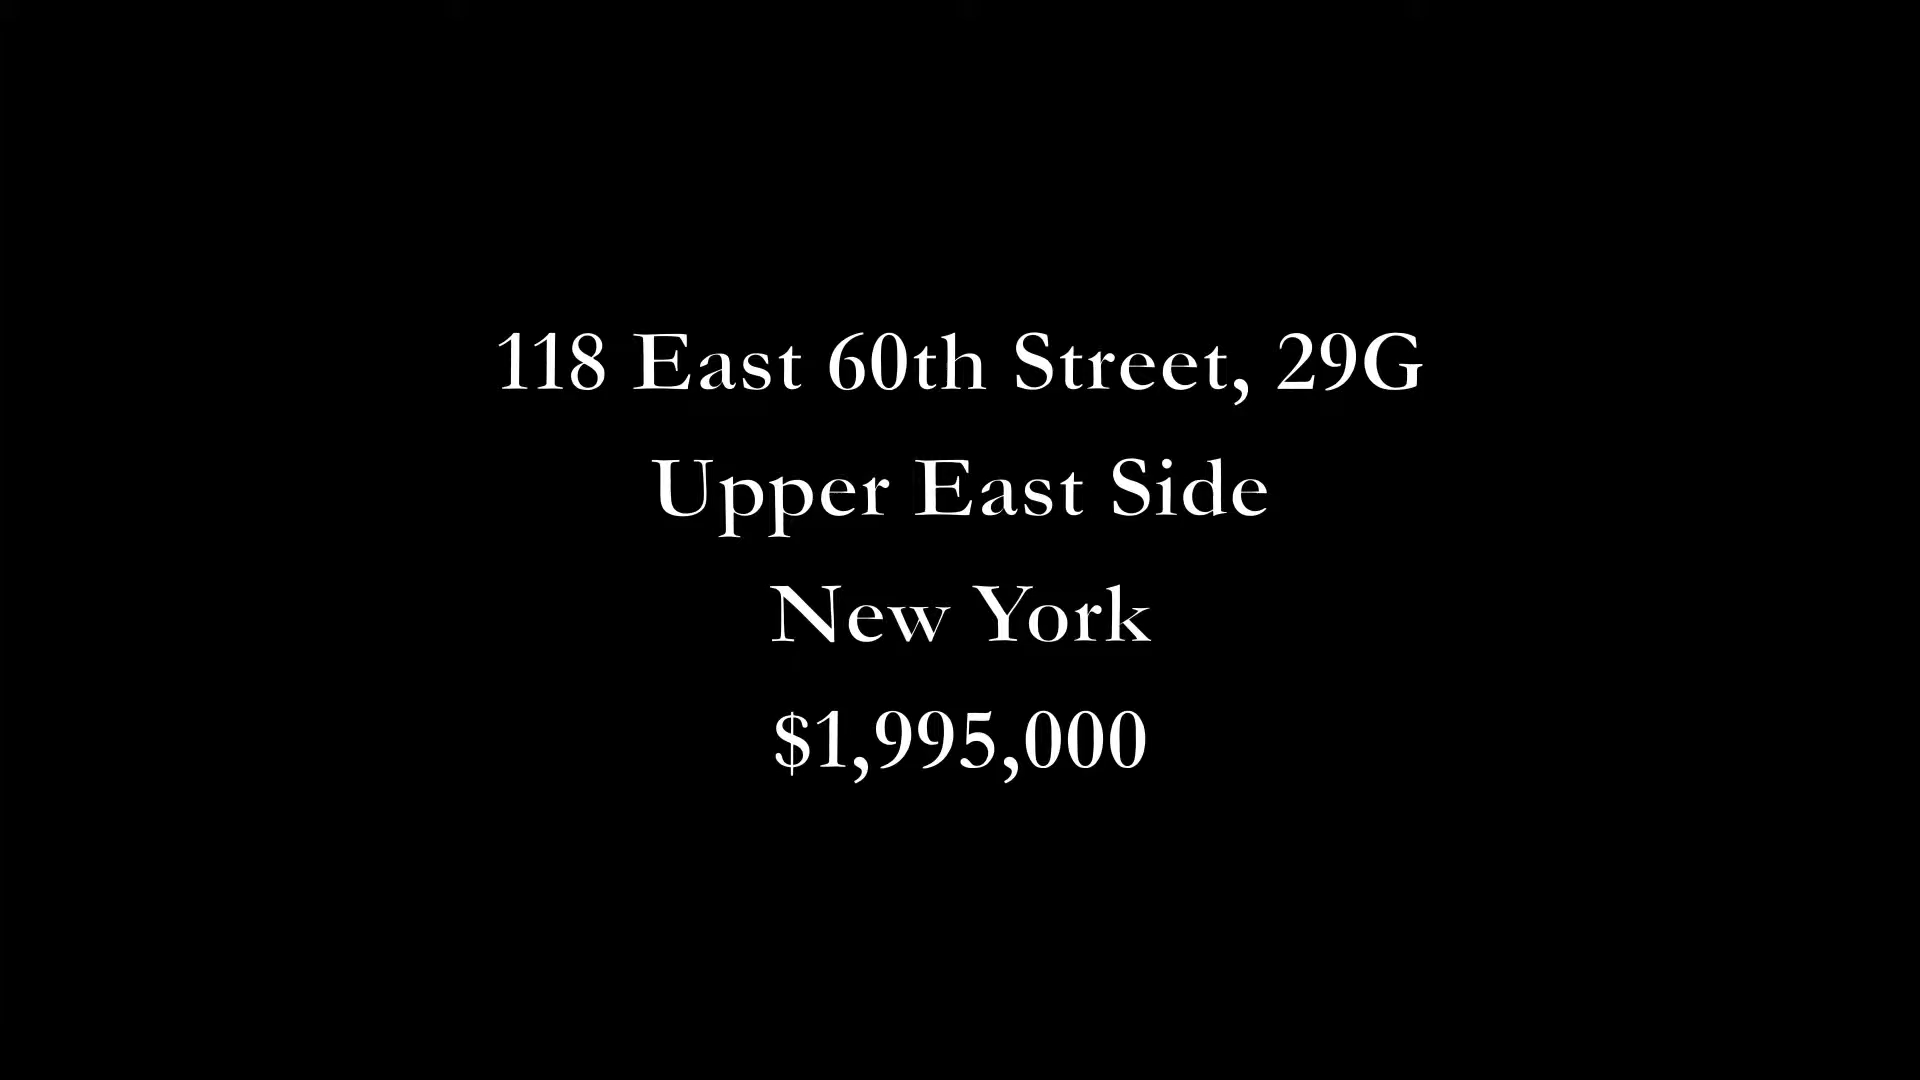 118 East 60th Street, 29G
Upper East Side
New York
$1,995,000